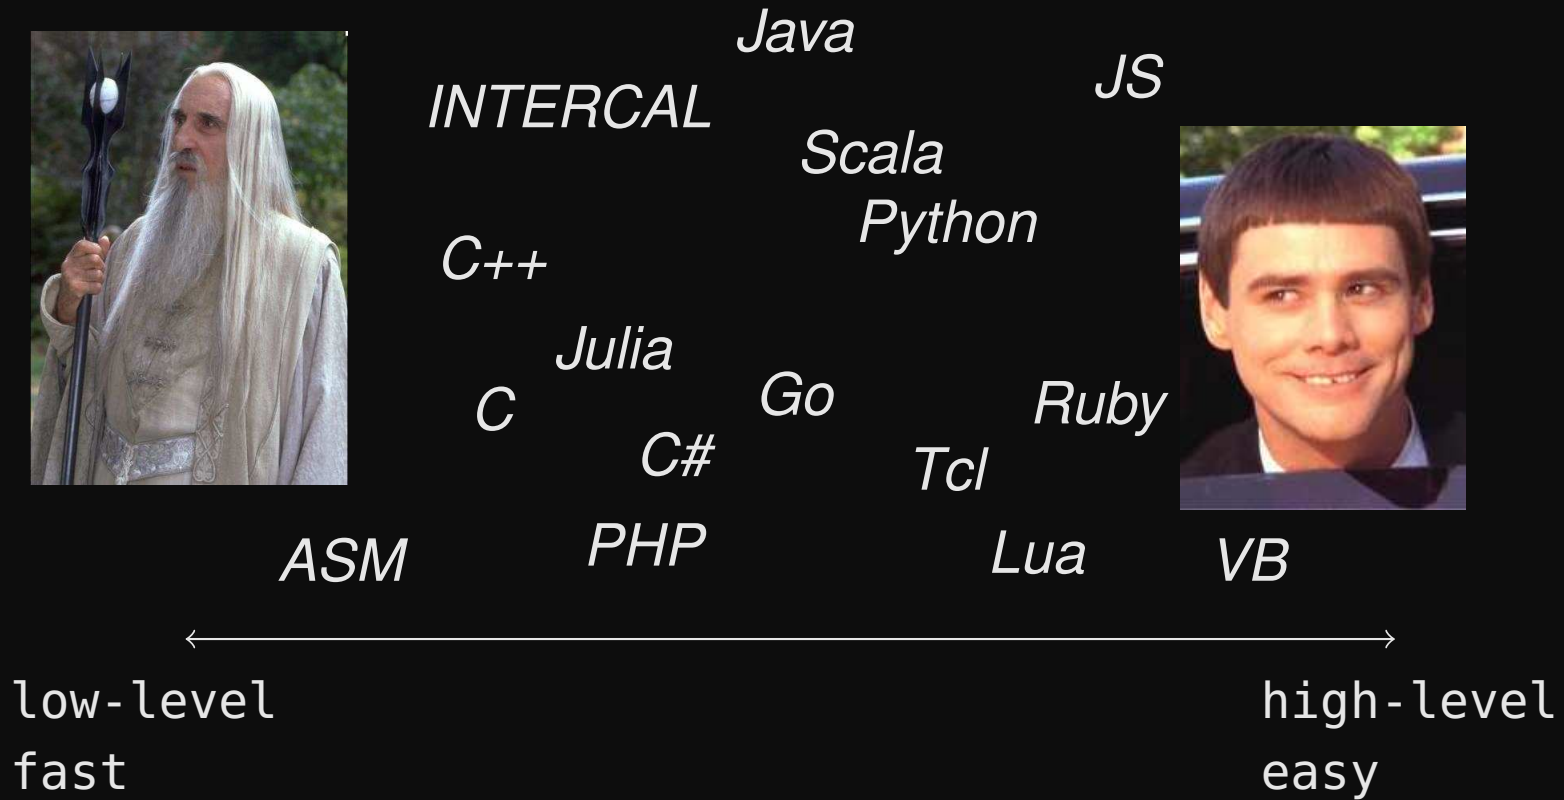 Java
JS
INTERCAL
Scala
Python
C++
Julia
Go
Ruby
C
C#
Tcl
PHP
Lua
ASM
VB
low-level
high-level
fast
easy